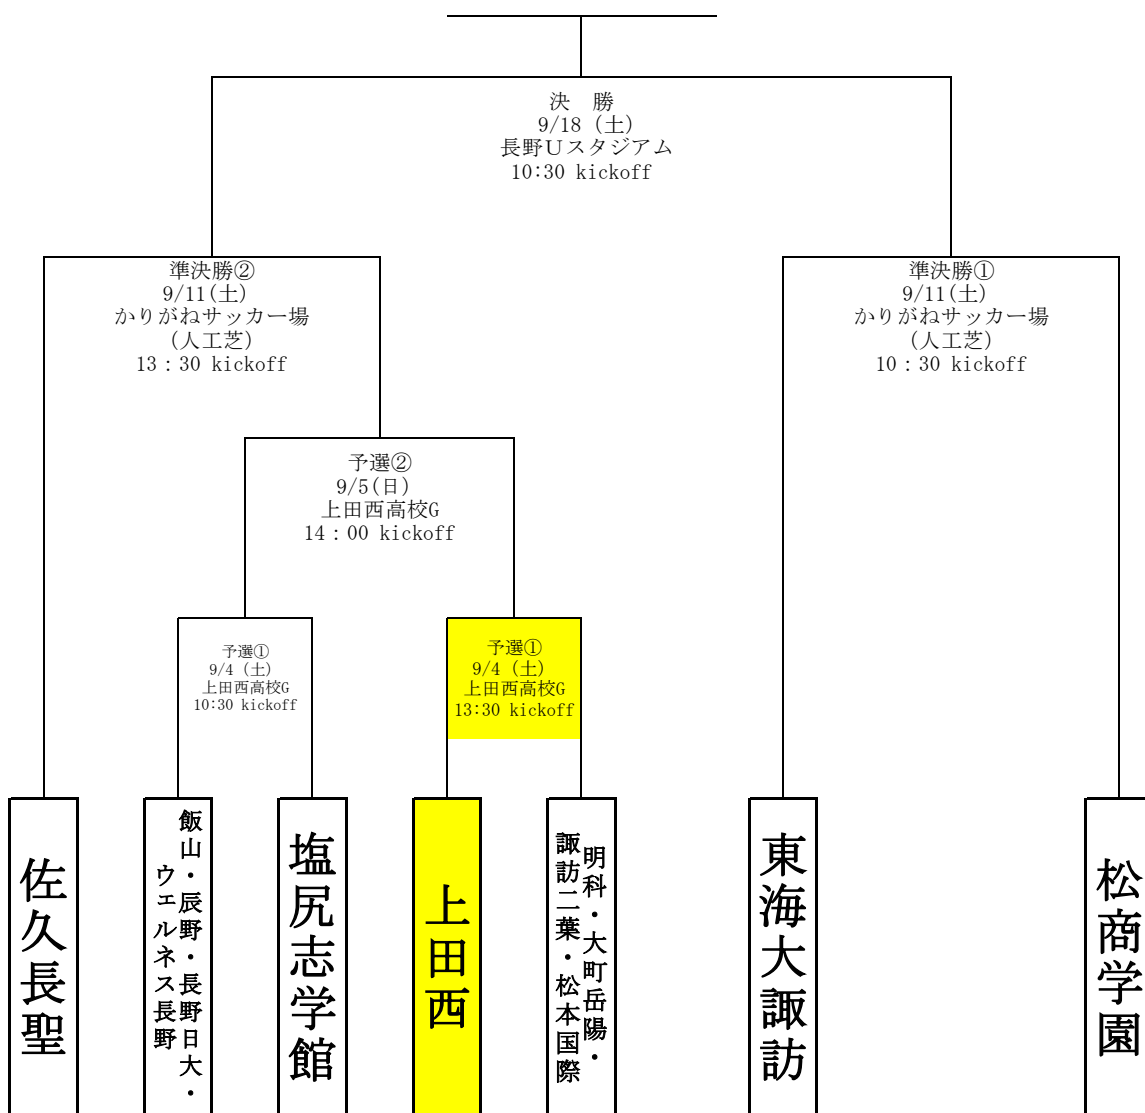 決　勝
9/18（土）
長野Uスタジアム
10:30 kickoff
準決勝②
9/11(土)
かりがねサッカー場
(人工芝)
13：30 kickoff
準決勝①
9/11(土)
かりがねサッカー場
(人工芝)
10：30 kickoff
予選②
9/5(日)
上田西高校G
14：00 kickoff
予選①
9/4（土）
上田西高校G
10:30 kickoff
予選①
9/4（土）
上田西高校G
13:30 kickoff
佐久長聖
飯山・辰野・長野日大・
ウエルネス長野
塩尻志学館
上田西
明科・大町岳陽・
諏訪二葉・松本国際
東海大諏訪
松商学園